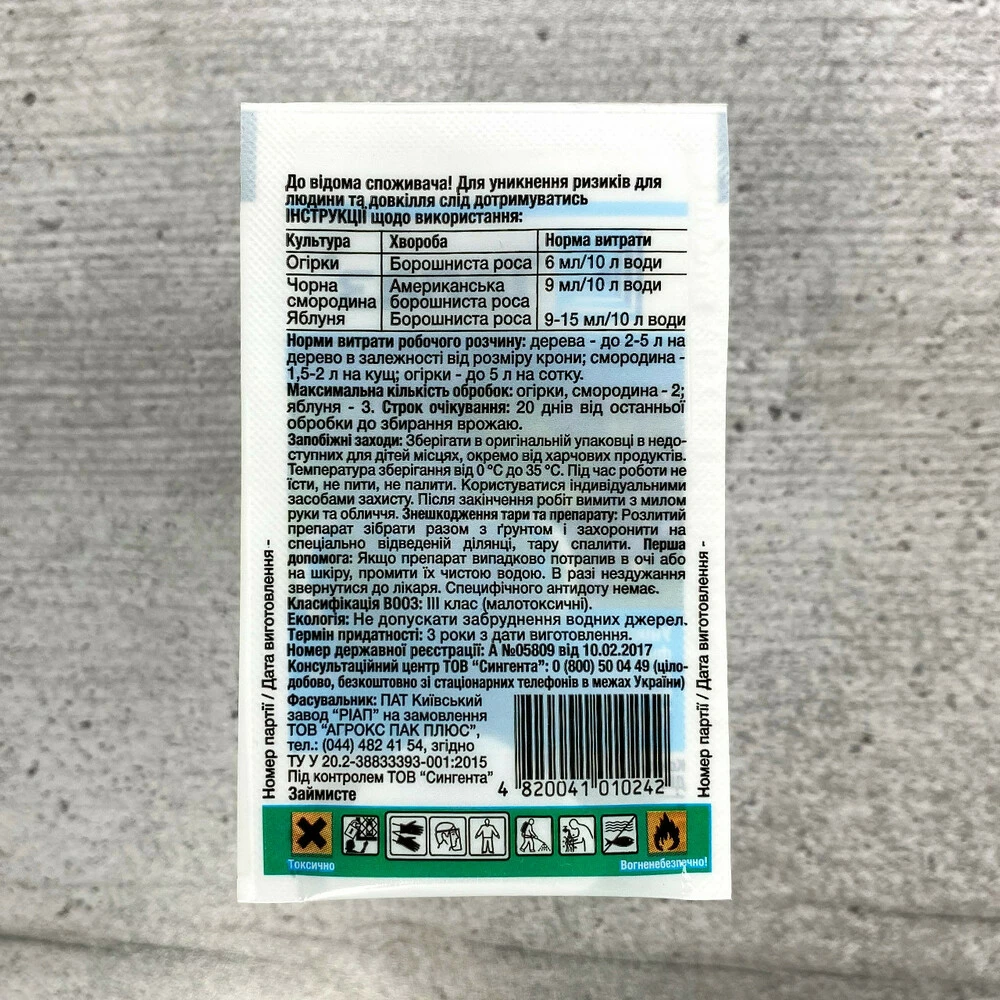 До відома споживача! Для уникнення ризиків для
людини та довкілля слід дотримуватись
ІНСТРУКЦІЇ щодо використання:
Культура Хвороба Норма витрати
Огірки Борошниста роса 6 мл/10 л води
Чорна Американська 9 мл/10 л води
смородина борошниста роса
Яблуня Борошниста роса 9-15 мл/10 л води
Норми витрати робочого розчину: дерева - до 2-5 л на
дерево в залежності від розміру крони; смородина -
1,5-2 л на кущ; огірки - до 5 л на сотку.
Максимальна кількість обробок: огірки, смородина - 2;
яблуня - 3. Строк очікування: 20 днів від останньої
обробки до збирання врожаю.
Запобіжні заходи: Зберігати в оригінальній упаковці в недо-
ступних для дітей місцях, окремо від харчових продуктів.
Температура зберігання від 0 °С до 35 °С. Під час роботи не
їсти, не пити, не палити. Користуватися індивідуальними
засобами захисту. Після закінчення робіт вимити з милом
руки та обличчя. Знешкодження тари та препарату: Розлитий
препарат зібрати разом з ґрунтом і захоронити на
спеціально відведеній ділянці, тару спалити. Перша
допомога: Якщо препарат випадково потрапив в очі або
на шкіру, промити їх чистою водою. В разі нездужання
звернутися до лікаря. Специфічного антидоту немає.
Класифікація ВООЗ: III клас (малотоксичні).
Екологія: Не допускати забруднення водних джерел.
Термін придатності: 3 роки з дати виготовлення.
Номер державної реєстрації: А №05809 від 10.02.2017
Консультаційний центр ТОВ "Сингента": 0 (800) 50 04 49 (ціло-
добово, безкоштовно зі стаціонарних телефонів в межах України)
Фасувальник: ПАТ Київський
завод "РІАП" на замовлення
ТОВ "АГРОКС ПАК ПЛЮС",
тел.: (044) 482 41 54, згідно
ТУ У 20.2-38833393-001:2015
Під контролем ТОВ "Сингента"
Займисте
4 820041 010242
Токсично
Вогненебезпечно!
Номер партії / Дата виготовлення -
Номер партії / Дата виготовлення -